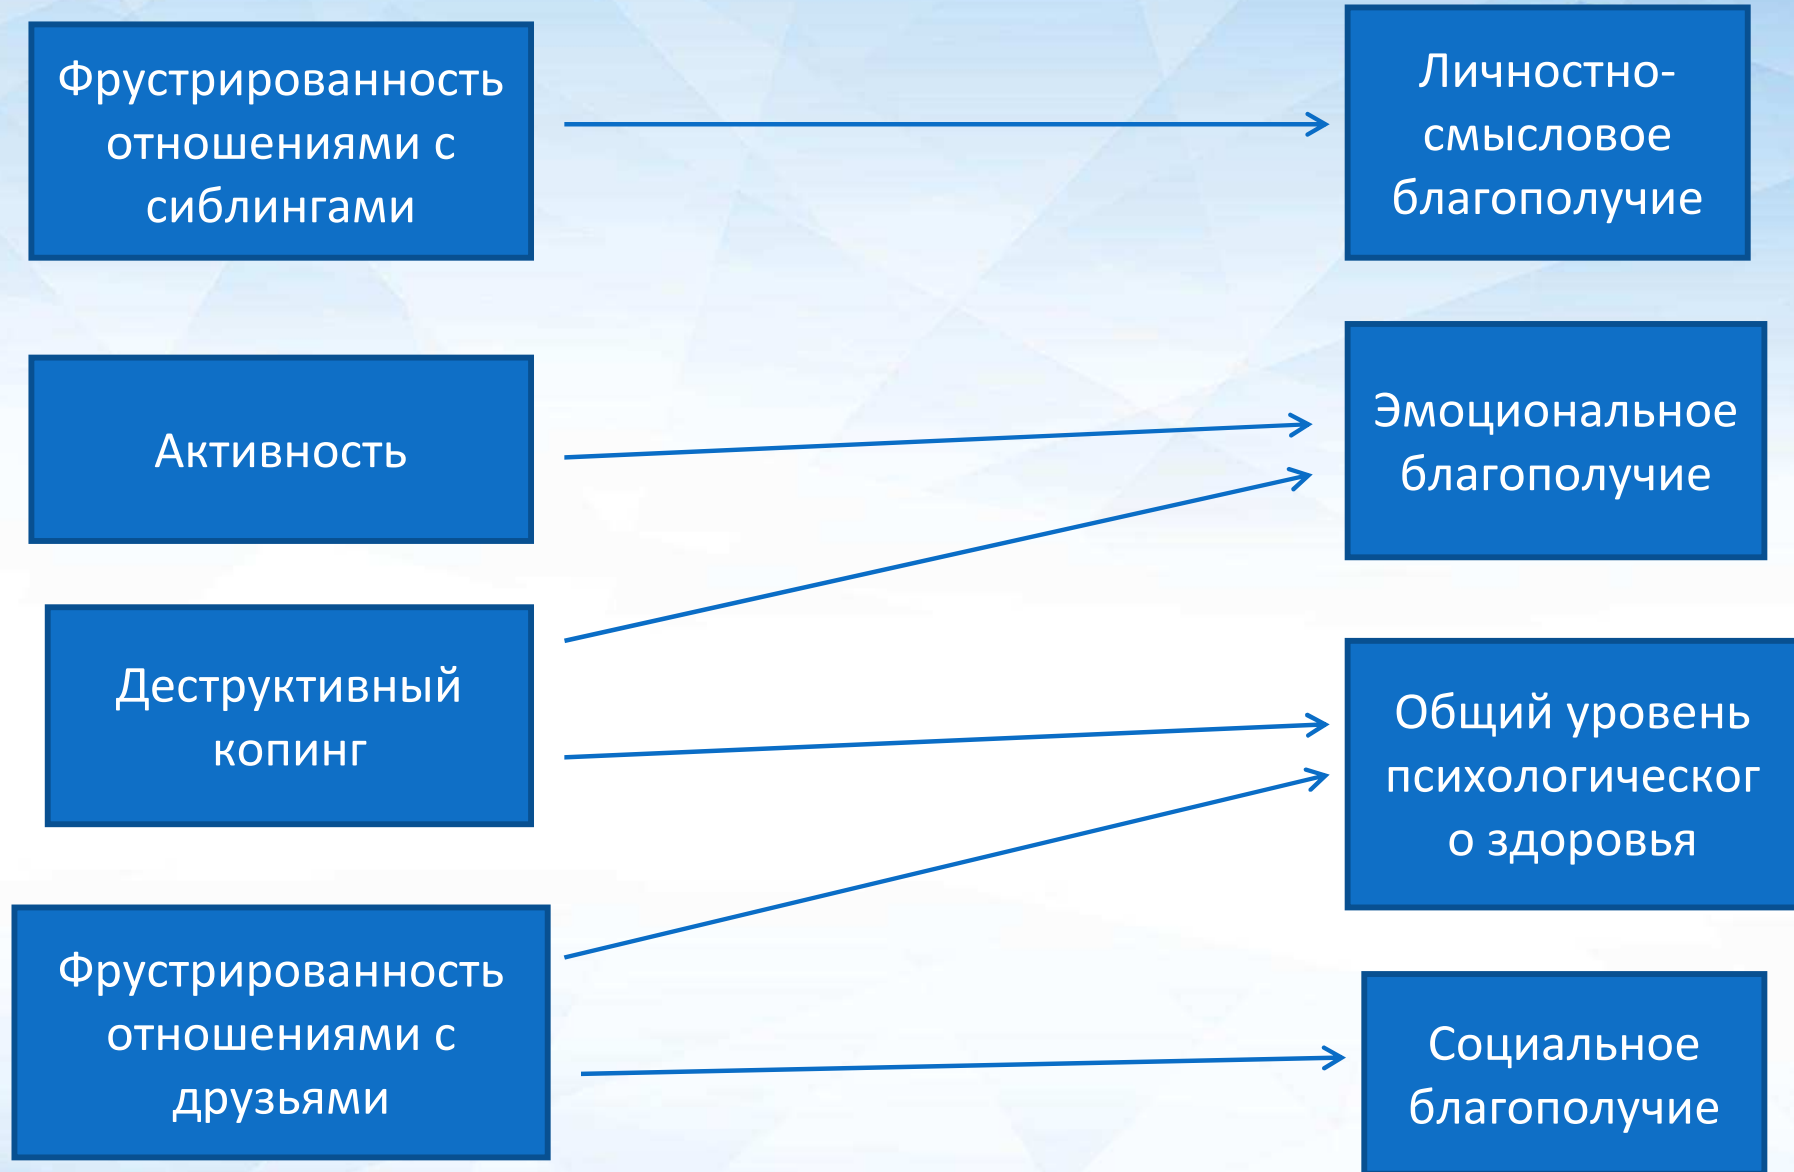 Фрустрированность
отношениями с
сиблингами
Личностно-
смысловое
благополучие
Активность
Эмоциональное
благополучие
Деструктивный
копинг
Общий уровень
психологическог
о здоровья
Фрустрированность
отношениями с
друзьями
Социальное
благополучие